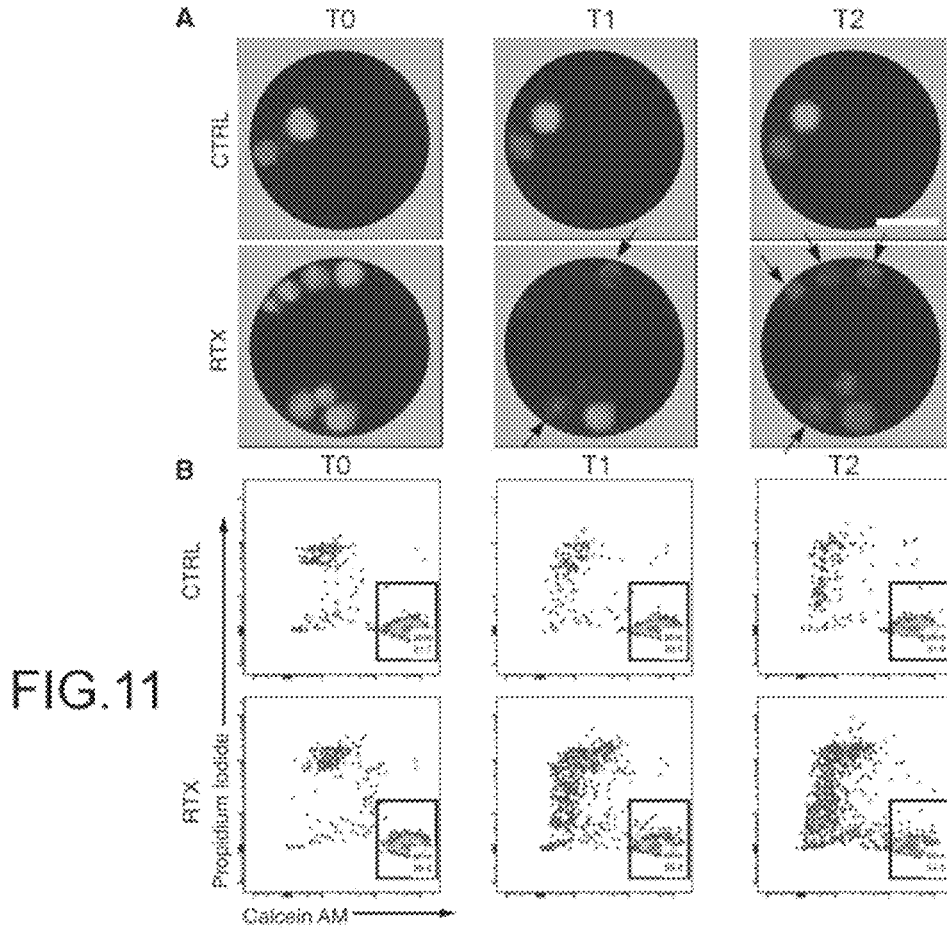 A
T0 T1 T2
CTRL
RTX
B
T0 T1 T2
CTRL
RTX
Propidium Iodide
Calcein AM
FIG.11